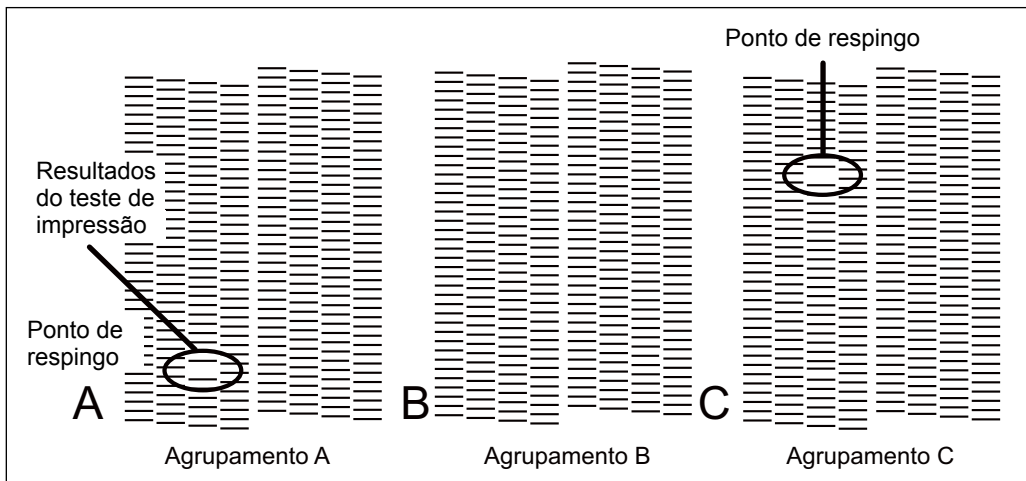 Ponto de respingo
Resultados
do teste de
impressão
Ponto de
respingo
A
B
C
Agrupamento A
Agrupamento B
Agrupamento C